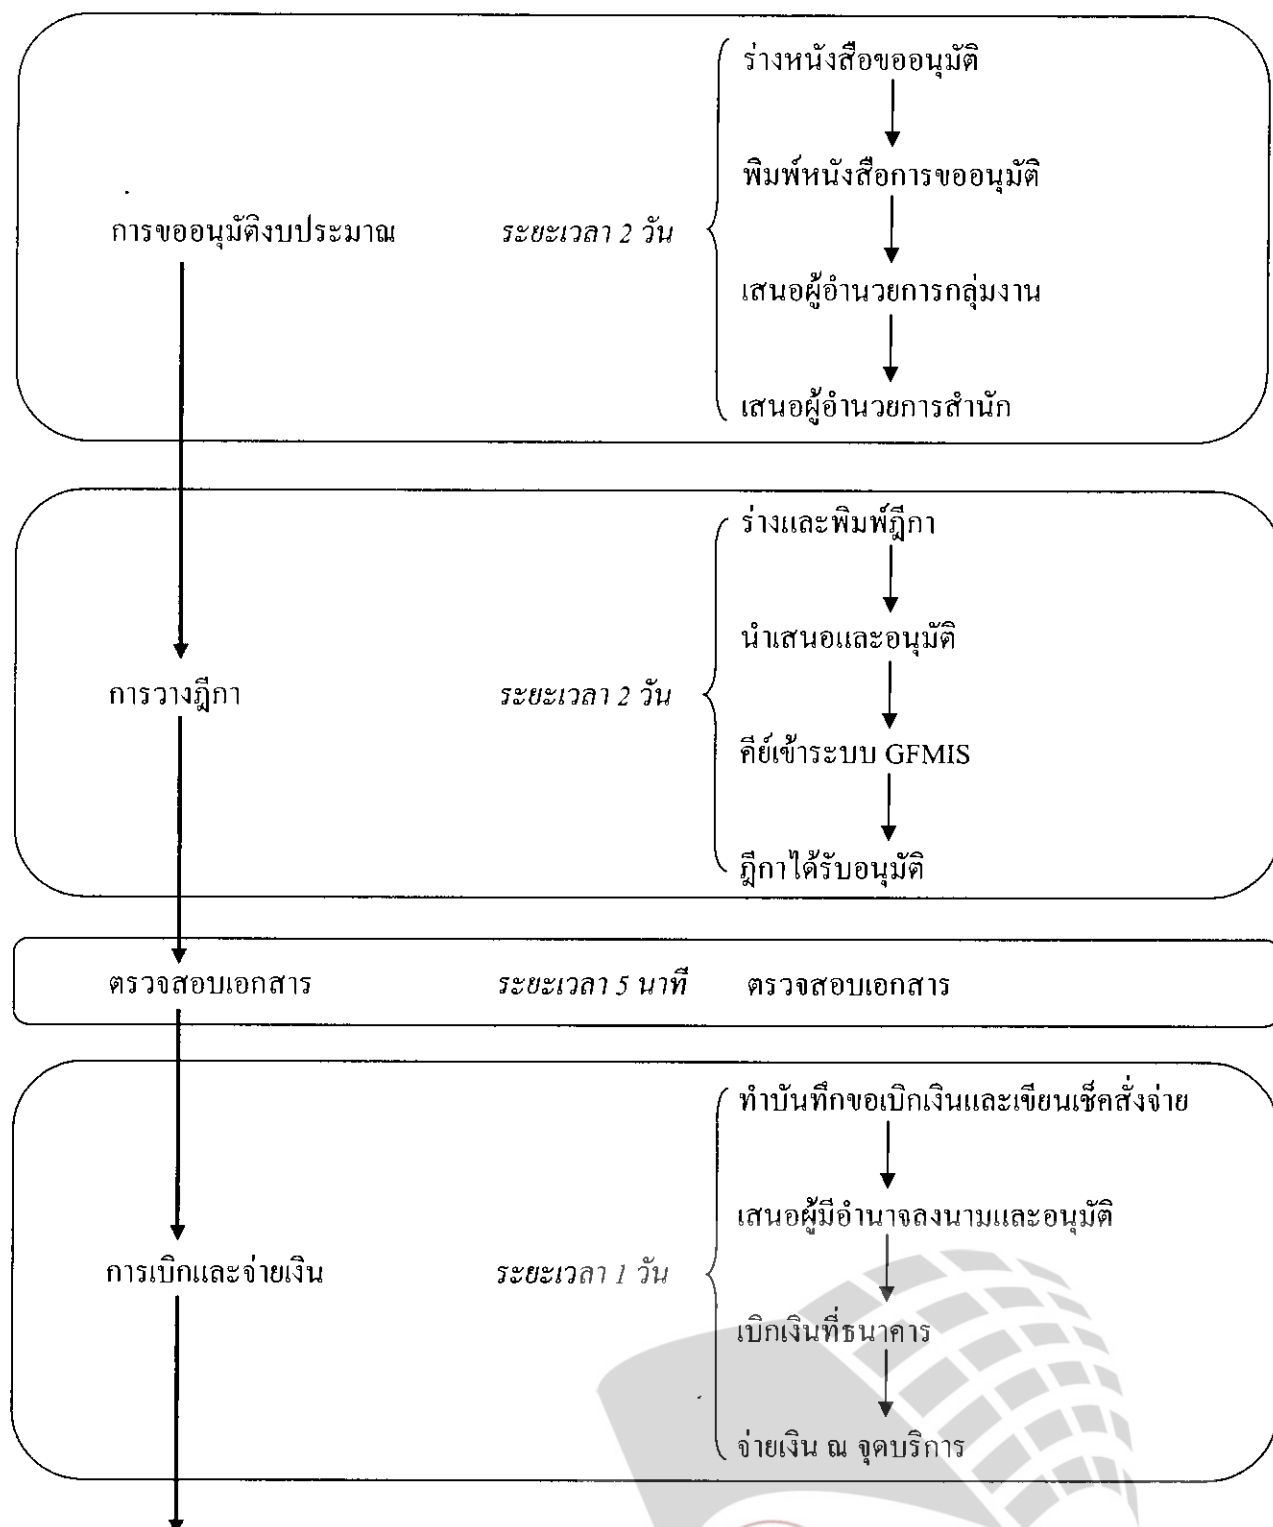 ร่างหนังสือขออนุมัติ
พิมพ์หนังสือการขออนุมัติ
การขออนุมัติงบประมาณ ระยะเวลา 2 วัน
เสนอผู้อำนวยการกลุ่มงาน
เสนอผู้อำนวยการสำนัก
ร่างและพิมพ์ฎีกา
นำเสนอและอนุมัติ
การวางฎีกา ระยะเวลา 2 วัน
คีย์เข้าระบบ GFMIS
ฎีกาได้รับอนุมัติ
ตรวจสอบเอกสาร ระยะเวลา 5 นาที ตรวจสอบเอกสาร
ทำบันทึกขอเบิกเงินและเขียนเช็คสั่งจ่าย
เสนอผู้มีอำนาจลงนามและอนุมัติ
การเบิกและจ่ายเงิน ระยะเวลา 1 วัน
เบิกเงินที่ธนาคาร
จ่ายเงิน ณ จุดบริการ